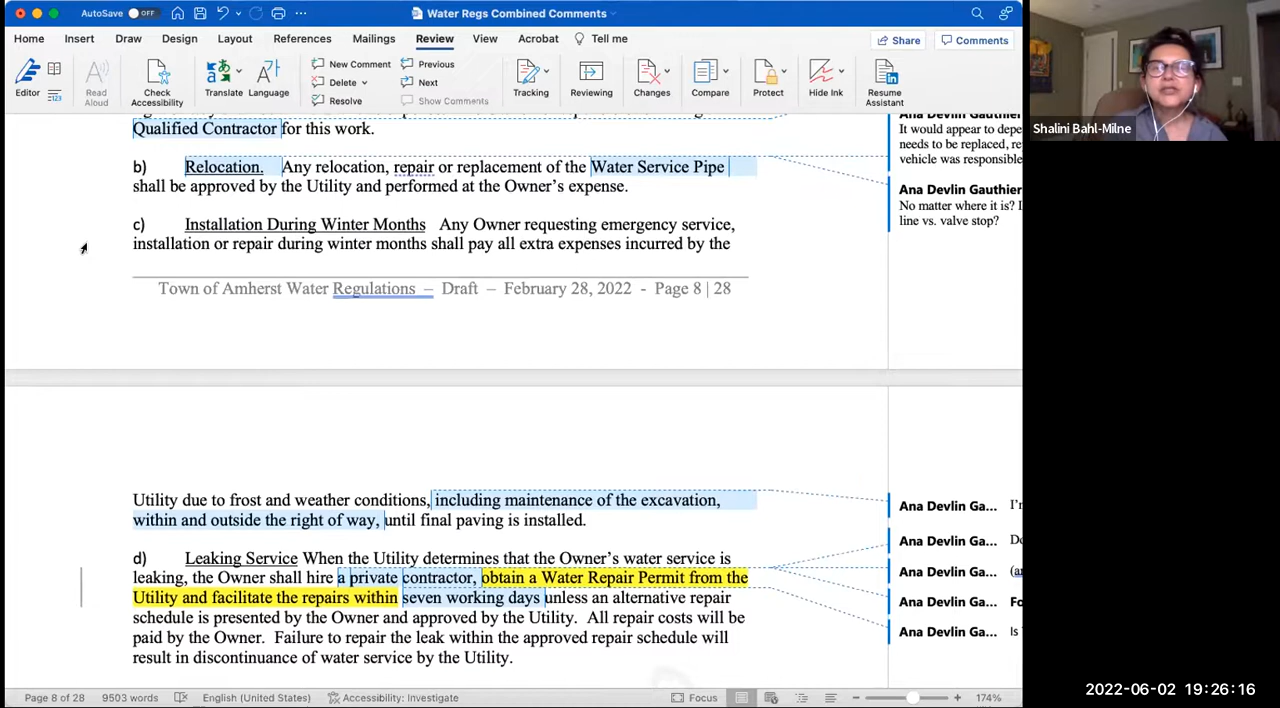 AutoSave OFF
Water Regs Combined Comments
Home Insert Draw Design Layout References Mailings Review View Acrobat Tell me Share Comments
Editor Read Aloud Check Accessibility Translate Language New Comment Delete Resolve Previous Next Show Comments Tracking Reviewing Changes Compare Protect Hide Ink Resume Assistant
Qualified Contractor for this work.
b) Relocation. Any relocation, repair or replacement of the Water Service Pipe
shall be approved by the Utility and performed at the Owner's expense.
c) Installation During Winter Months Any Owner requesting emergency service,
installation or repair during winter months shall pay all extra expenses incurred by the
Town of Amherst Water Regulations – Draft – February 28, 2022 - Page 8 | 28
Utility due to frost and weather conditions, including maintenance of the excavation,
within and outside the right of way, until final paving is installed.
d) Leaking Service When the Utility determines that the Owner's water service is
leaking, the Owner shall hire a private contractor, obtain a Water Repair Permit from the
Utility and facilitate the repairs within seven working days unless an alternative repair
schedule is presented by the Owner and approved by the Utility. All repair costs will be
paid by the Owner. Failure to repair the leak within the approved repair schedule will
result in discontinuance of water service by the Utility.
Ana Devlin Gauthier
It would appear to depe
needs to be replaced, re
vehicle was responsible
Ana Devlin Gauthier
No matter where it is? I
line vs. valve stop?
Ana Devlin Ga... I'
Ana Devlin Ga... Do
Ana Devlin Ga... (a
Ana Devlin Ga... Fo
Ana Devlin Ga... Is
Page 8 of 28 9503 words English (United States) Accessibility: Investigate Focus 174%
Shalini Bahl-Milne
2022-06-02 19:26:16